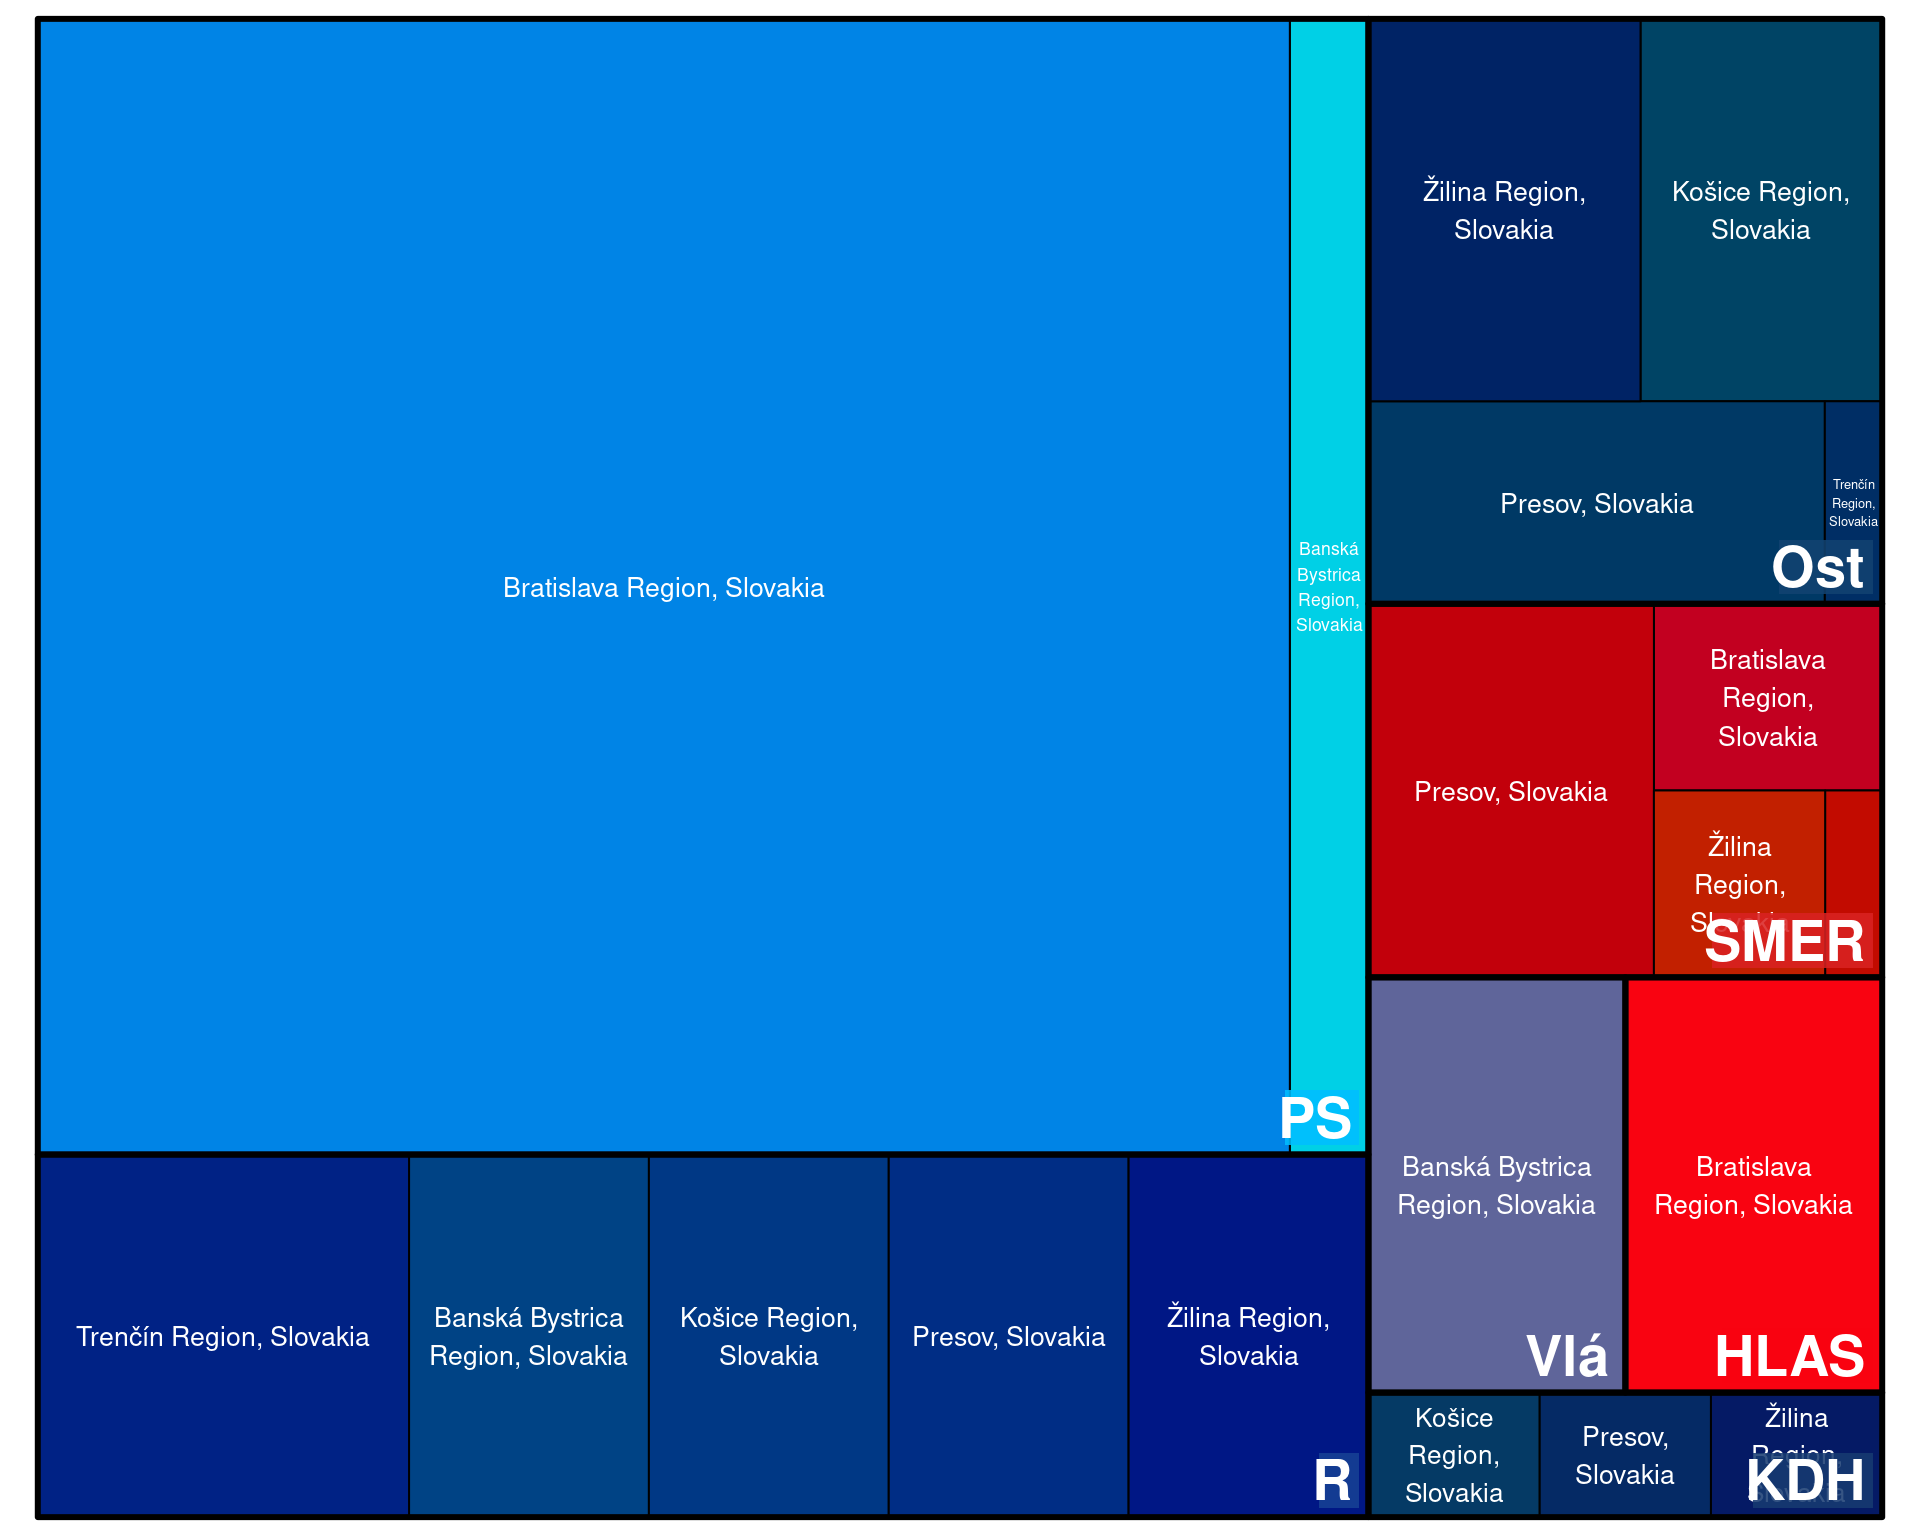 Bratislava Region, Slovakia
Banská
Bystrica
Region,
Slovakia
PS
Trenčín Region, Slovakia
Banská Bystrica
Region, Slovakia
Košice Region,
Slovakia
Presov, Slovakia
Žilina Region,
Slovakia
R
Žilina Region,
Slovakia
Košice Region,
Slovakia
Presov, Slovakia
Trenčín
Region,
Slovakia
Ost
Presov, Slovakia
Bratislava
Region,
Slovakia
Žilina
Region,
Slovakia
SMER
Banská Bystrica
Region, Slovakia
Vlá
Bratislava
Region, Slovakia
HLAS
Košice
Region,
Slovakia
Presov,
Slovakia
Žilina
Region,
Slovakia
KDH